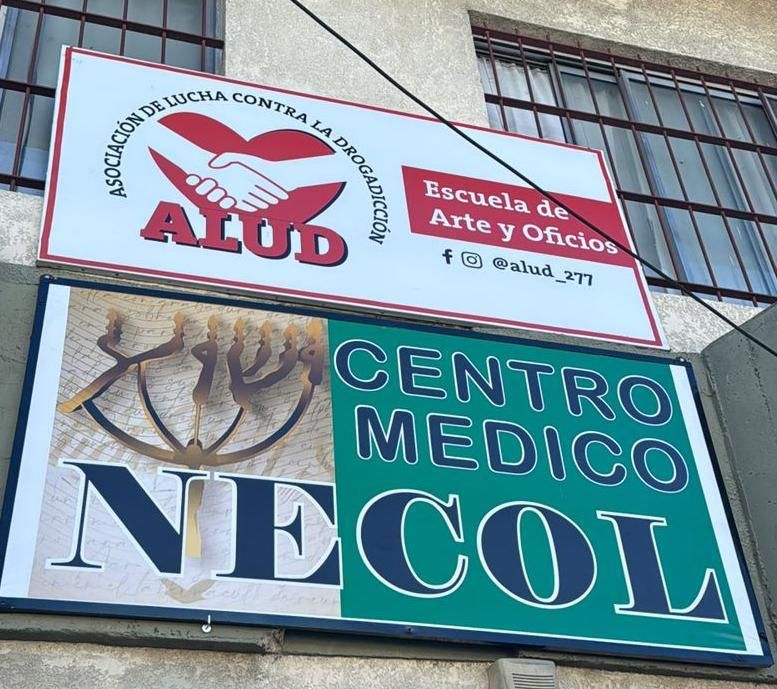 ASOCIACIÓN DE LUCHA CONTRA LA DROGADICCIÓN
ALUD
Escuela de
Arte y Oficios
@alud_277
CENTRO
MEDICO
NECOL